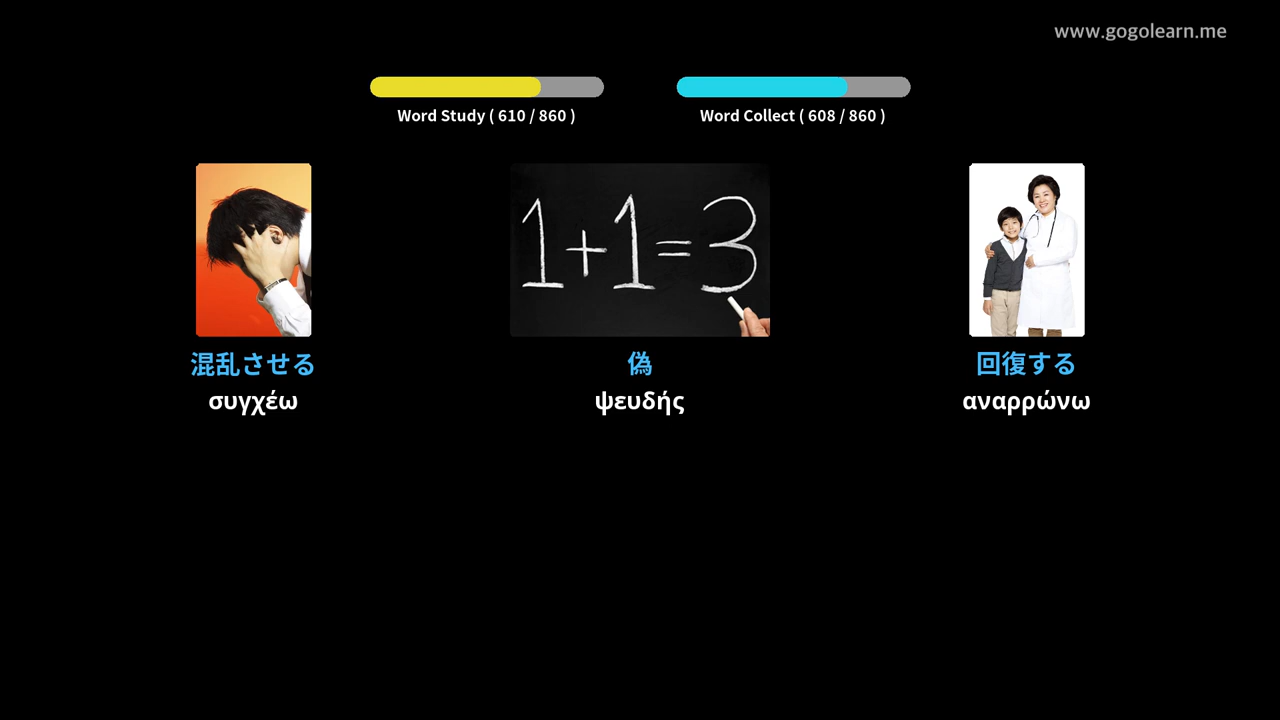 www.gogolearn.me
Word Study ( 610 / 860 )
Word Collect ( 608 / 860 )
1+1=3
混乱させる
συγχέω
偽
ψευδής
回復する
αναρρώνω